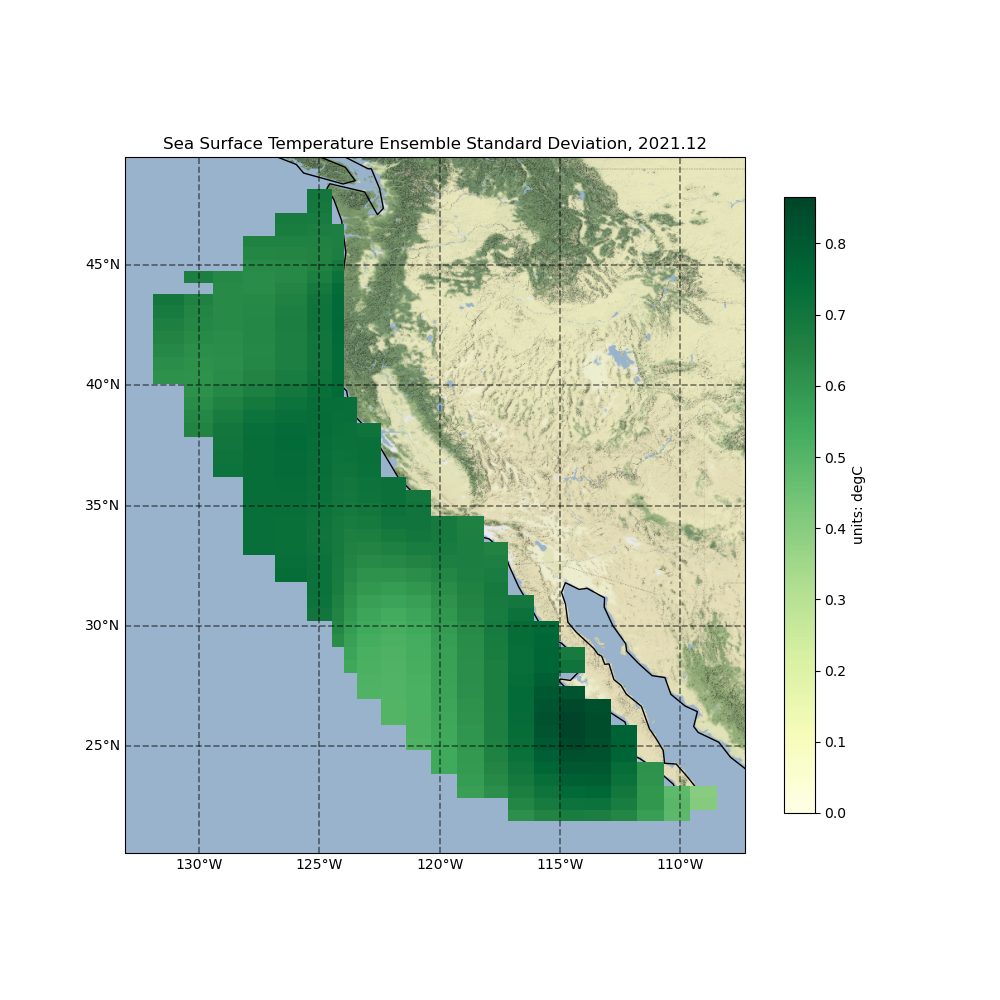 Sea Surface Temperature Ensemble Standard Deviation, 2021.12
45°N
40°N
35°N
30°N
25°N
130°W
125°W
120°W
115°W
110°W
0.8
0.7
0.6
0.5
0.4
0.3
0.2
0.1
0.0
units: degC